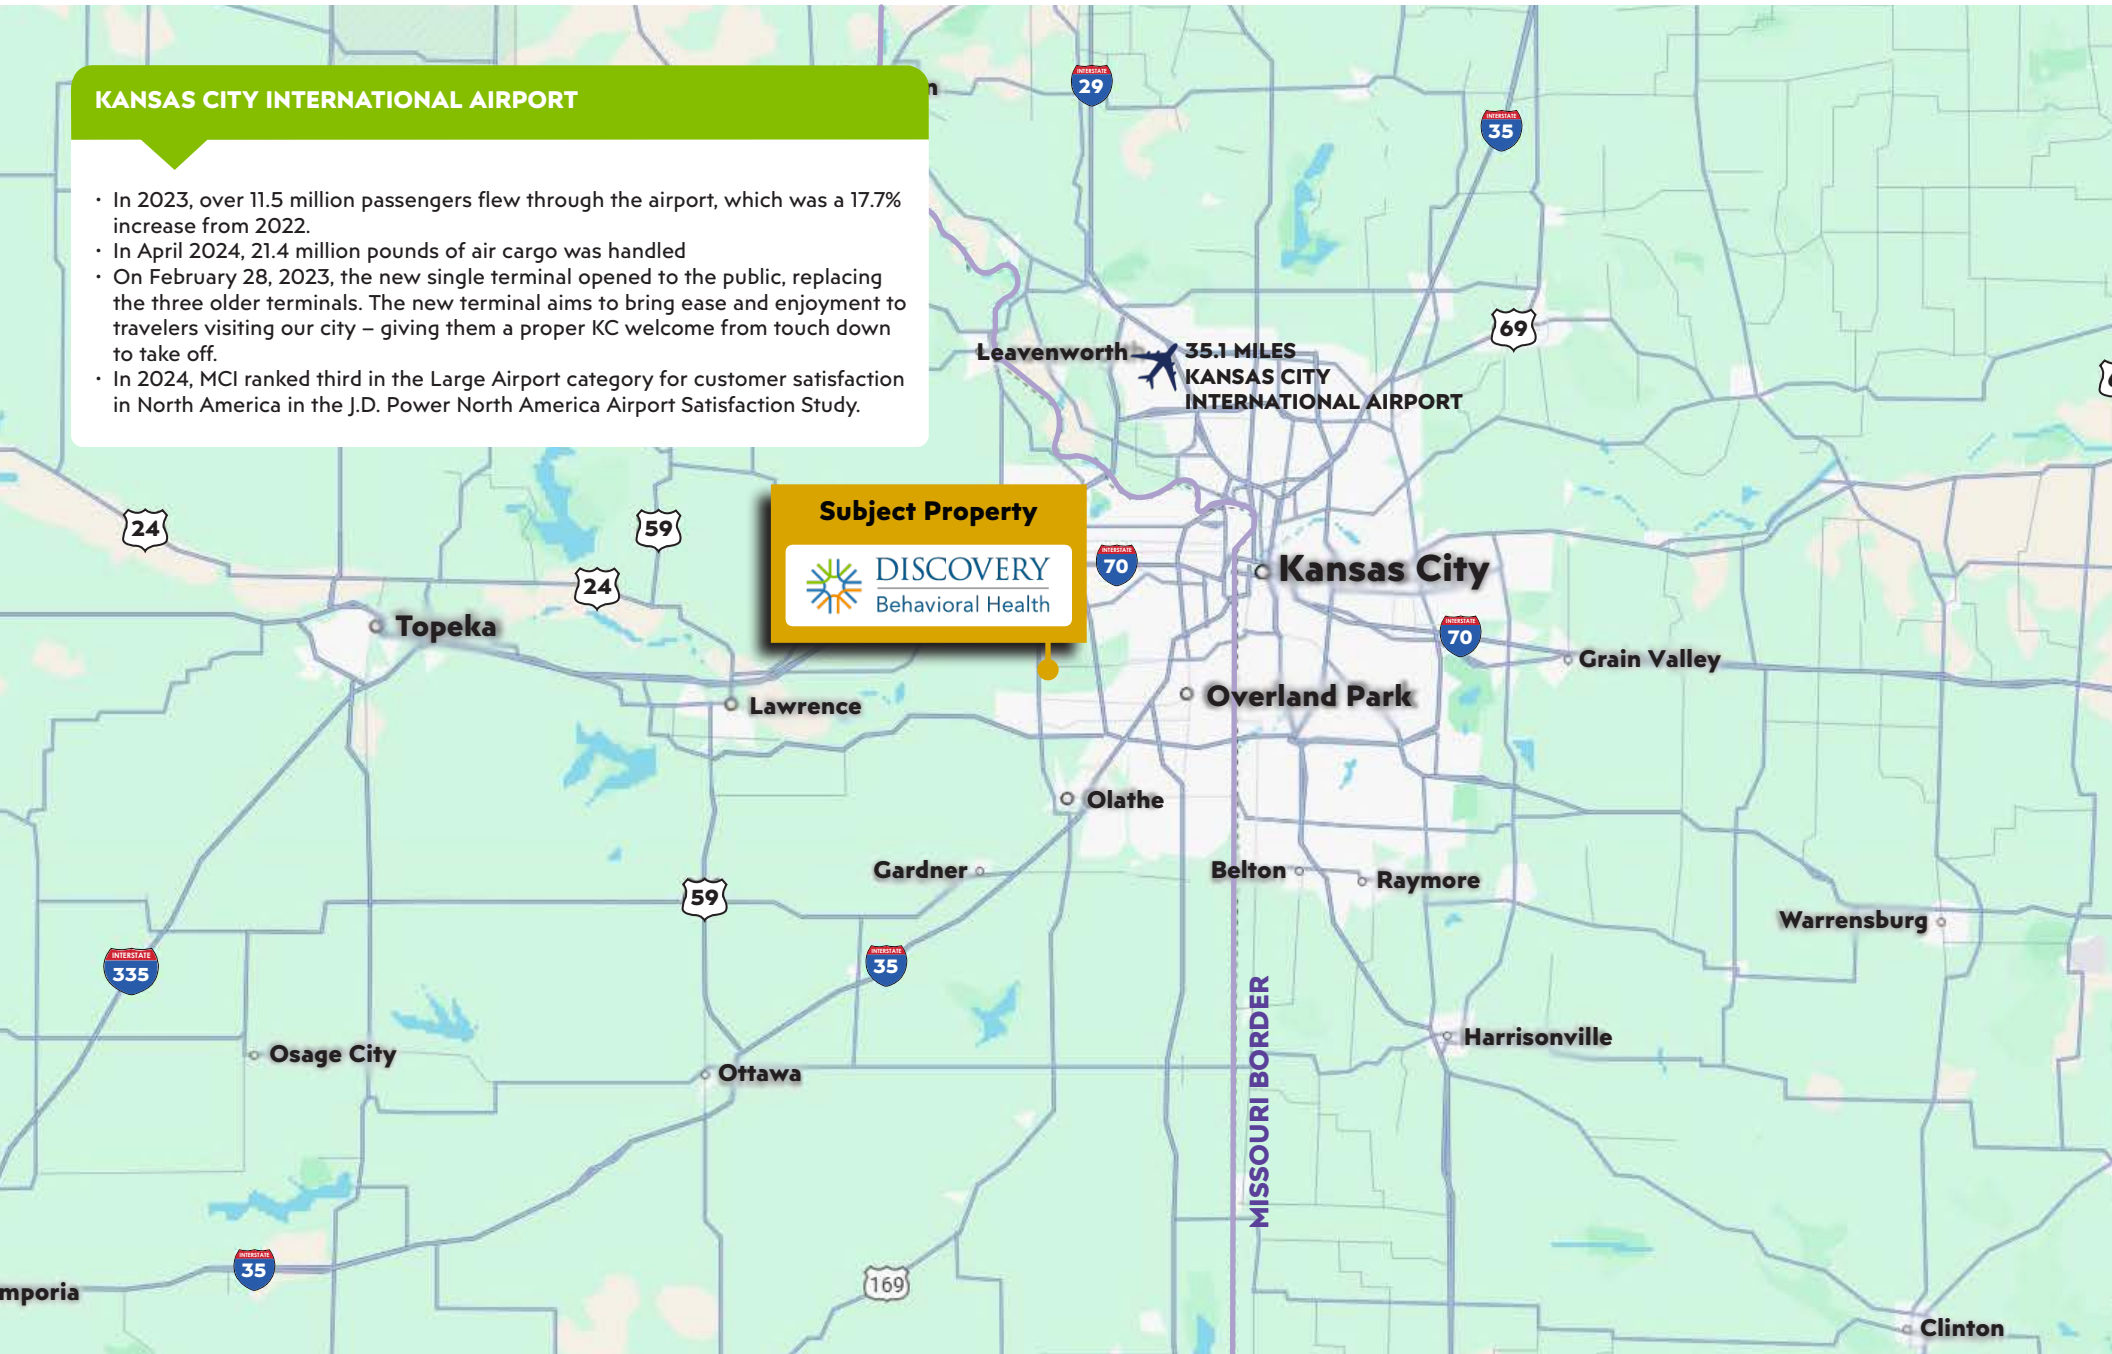 KANSAS CITY INTERNATIONAL AIRPORT
• In 2023, over 11.5 million passengers flew through the airport, which was a 17.7%
increase from 2022.
• In April 2024, 21.4 million pounds of air cargo was handled
• On February 28, 2023, the new single terminal opened to the public, replacing
the three older terminals. The new terminal aims to bring ease and enjoyment to
travelers visiting our city – giving them a proper KC welcome from touch down
to take off.
• In 2024, MCI ranked third in the Large Airport category for customer satisfaction
in North America in the J.D. Power North America Airport Satisfaction Study.
n
INTERSTATE
29
INTERSTATE
35
69
Leavenworth
35.1 MILES
KANSAS CITY
INTERNATIONAL AIRPORT
24
59
24
Subject Property
DISCOVERY
Behavioral Health
INTERSTATE
70
Kansas City
Topeka
INTERSTATE
70
Grain Valley
Lawrence
Overland Park
Olathe
Gardner
Belton
Raymore
59
Warrensburg
INTERSTATE
335
INTERSTATE
35
MISSOURI BORDER
Harrisonville
Osage City
Ottawa
INTERSTATE
35
169
mporia
Clinton